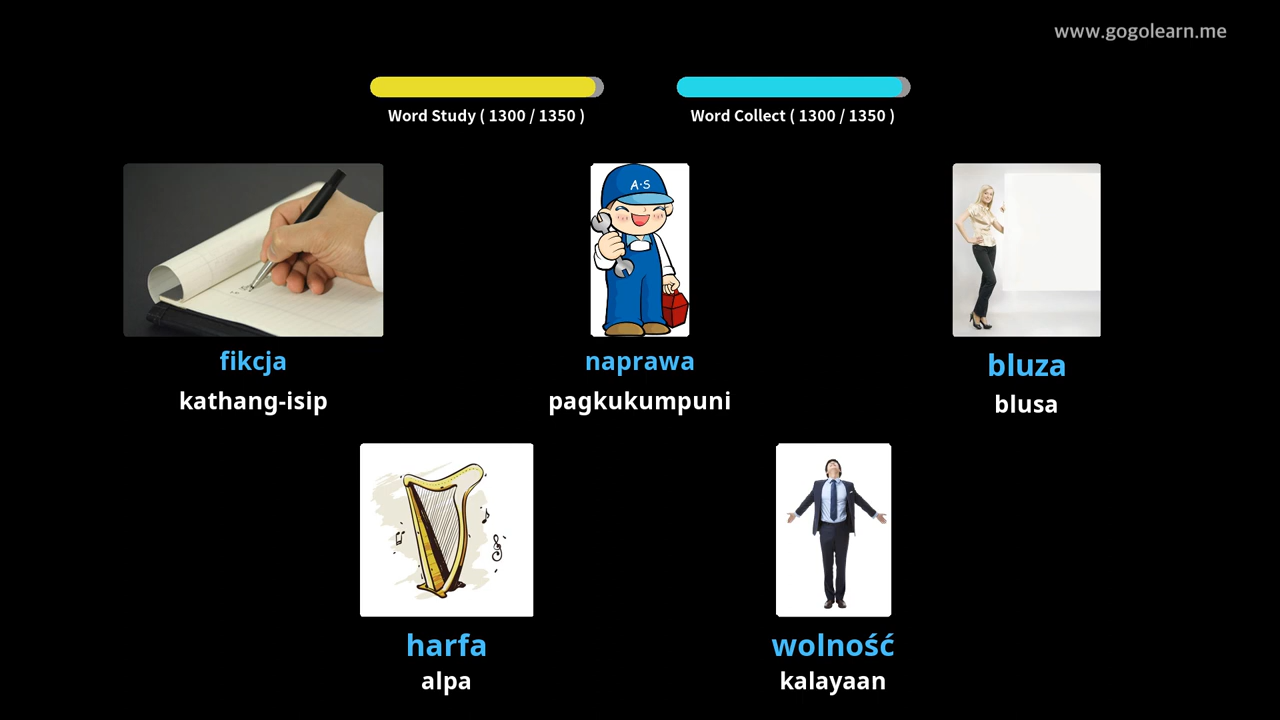 www.gogolearn.me
Word Study ( 1300 / 1350 )
Word Collect ( 1300 / 1350 )
A·S
fikcja
kathang-isip
naprawa
pagkukumpuni
bluza
blusa
harfa
alpa
wolność
kalayaan